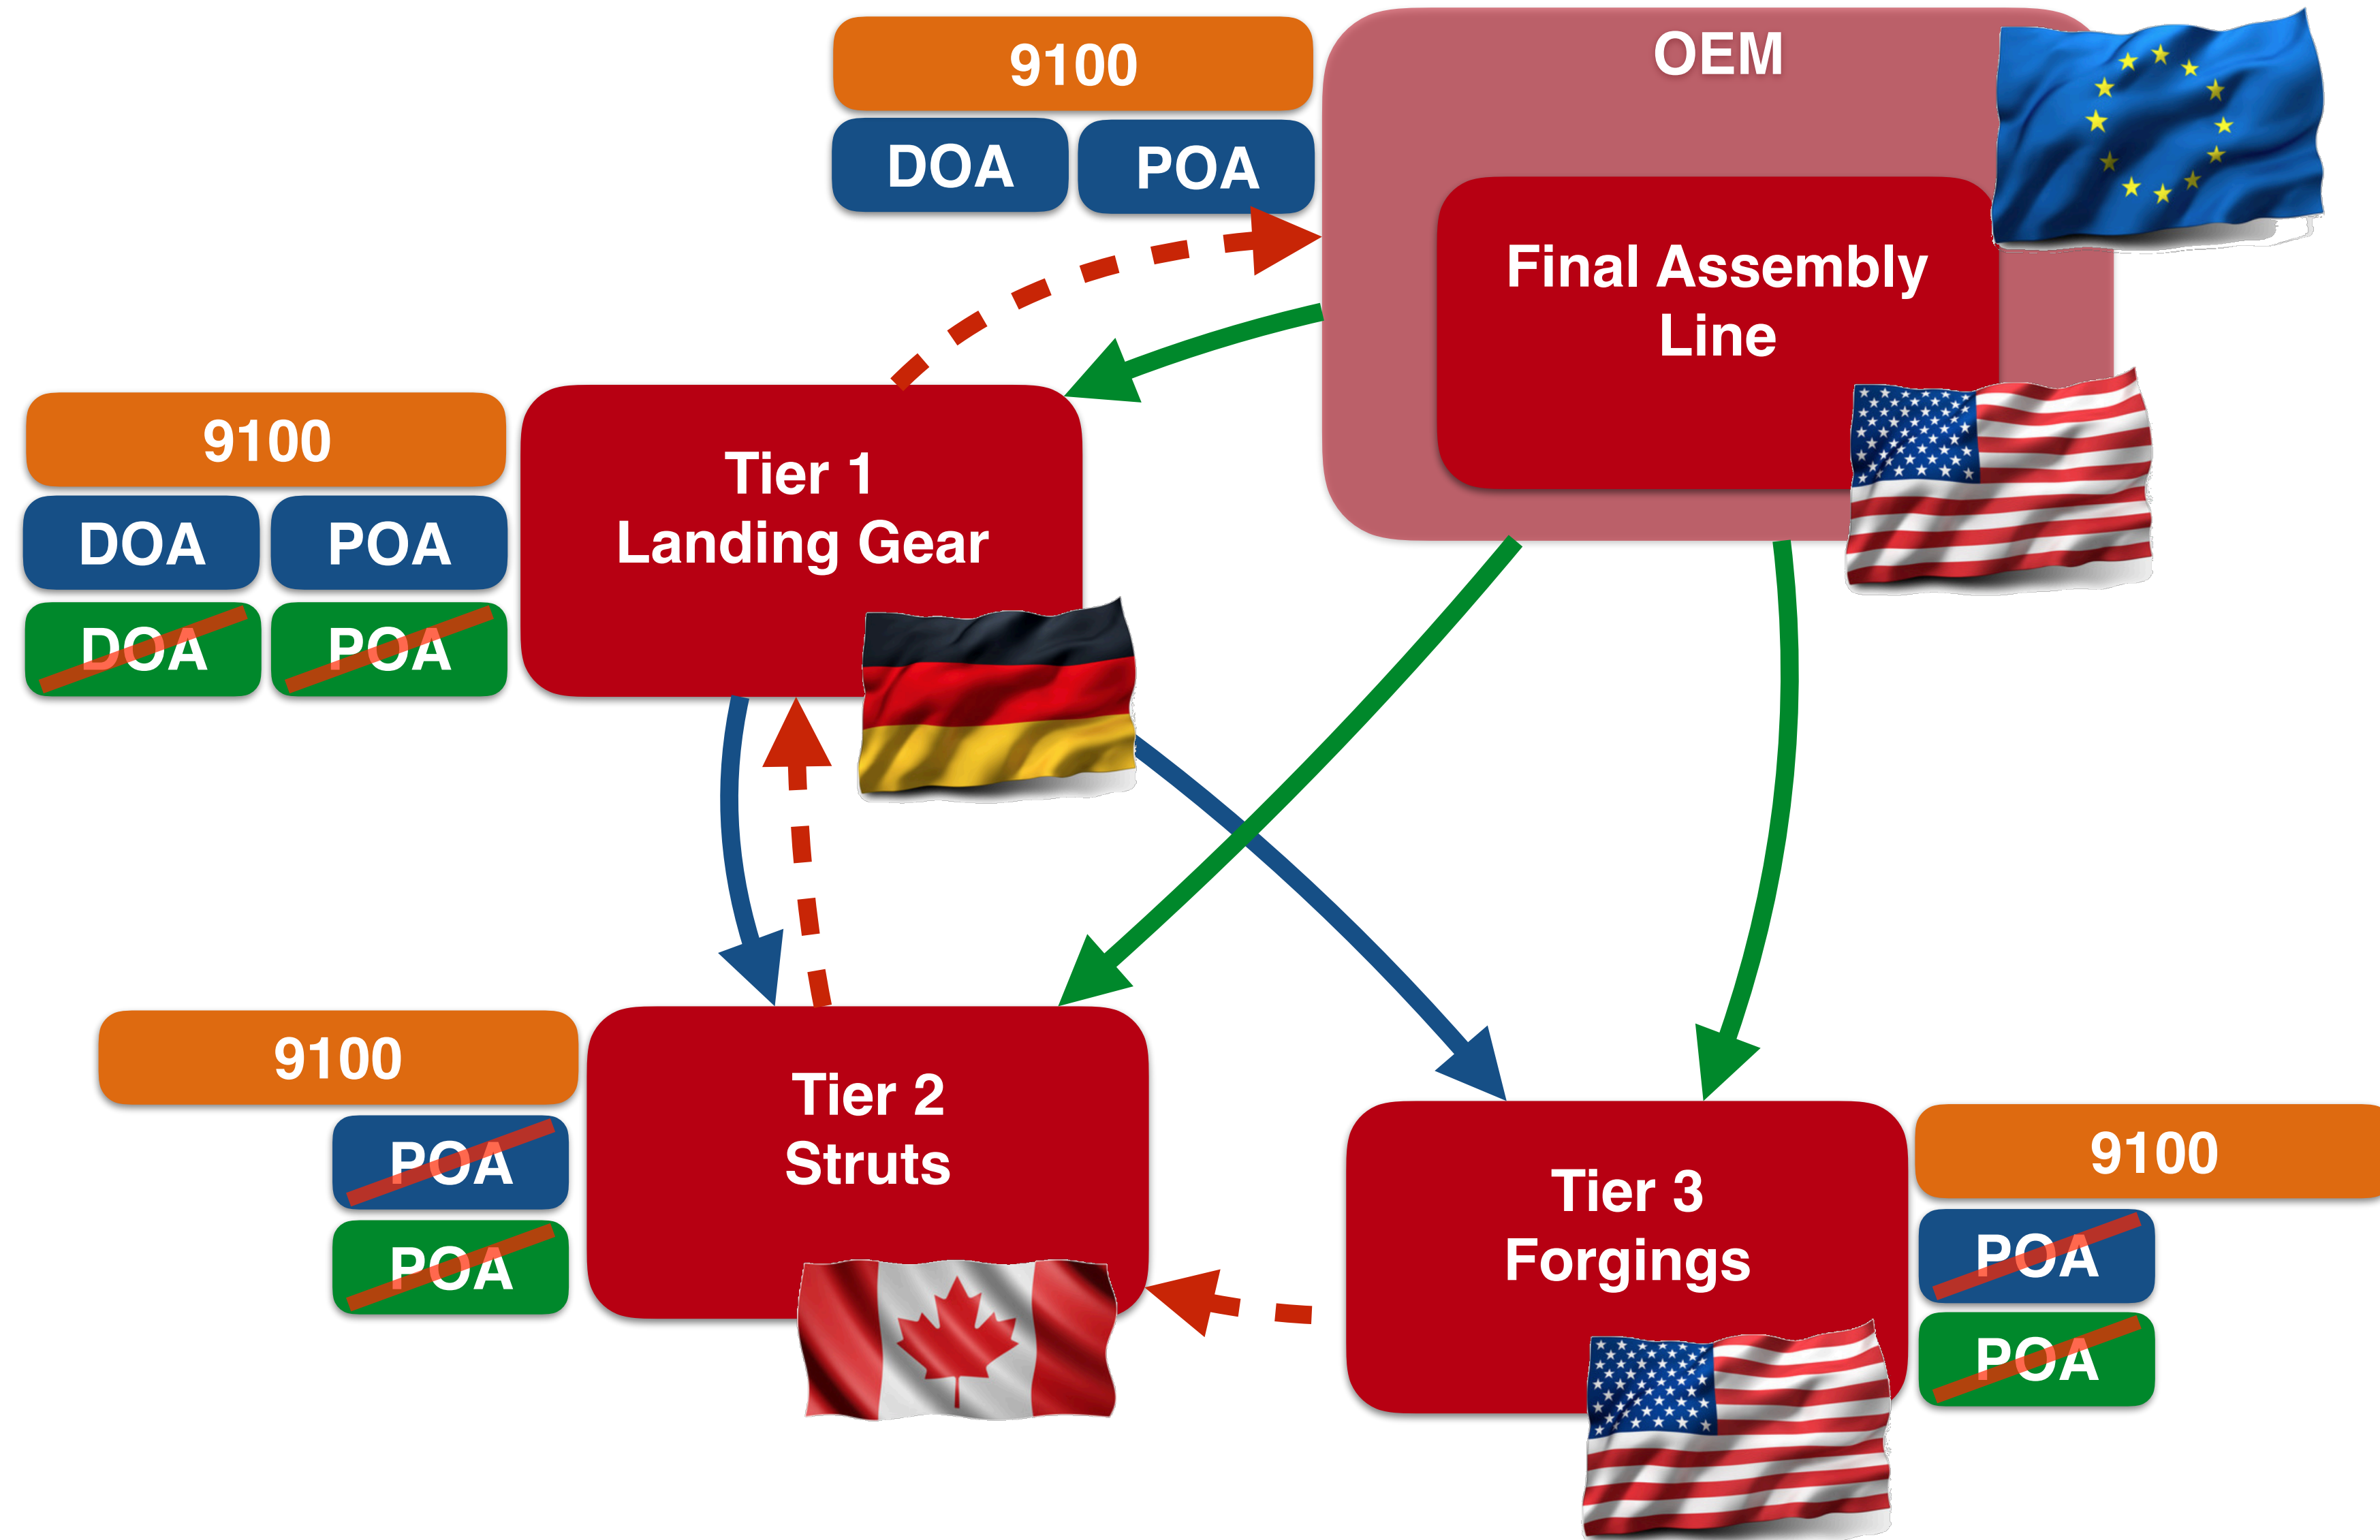 9100
OEM
DOA
POA
Final Assembly
Line
9100
Tier 1
Landing Gear
DOA
POA
DOA
POA
9100
Tier 2
Struts
POA
POA
Tier 3
Forgings
9100
POA
POA